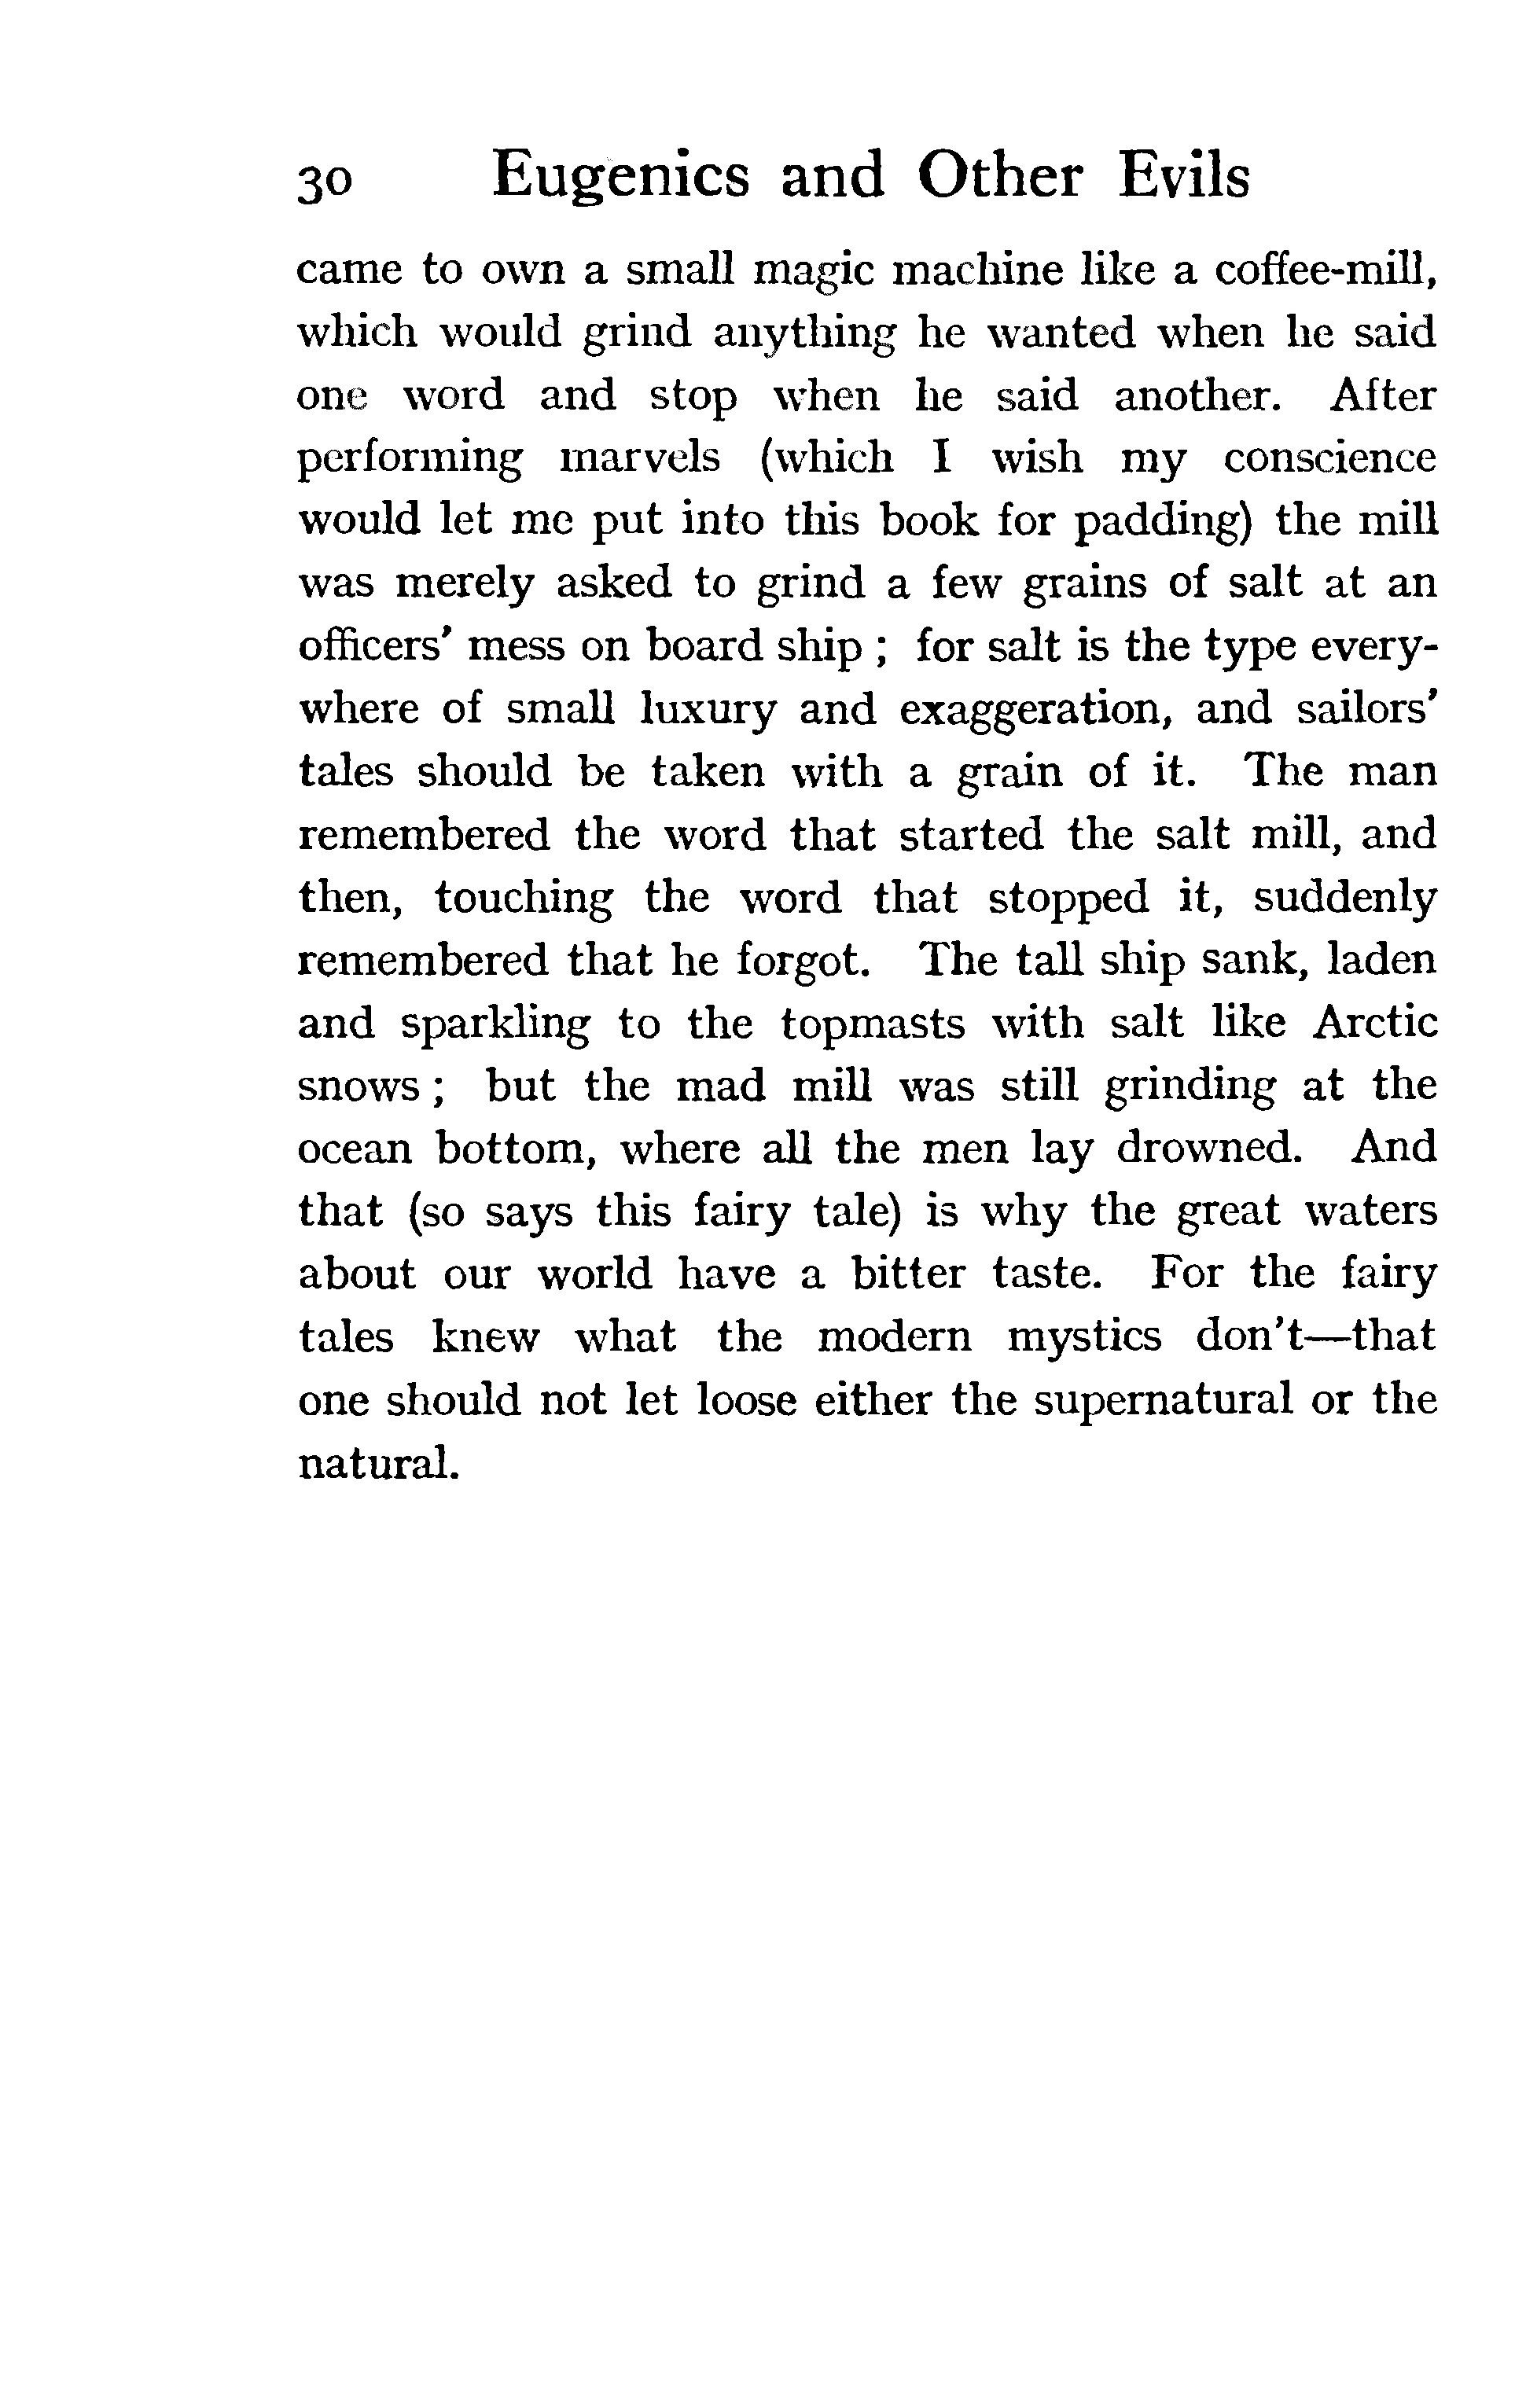 30 Eugenics and Other Evils
came to own a small magic machine like a coffee-mill,
which would grind anything he wanted when he said
one word and stop when he said another. After
performing marvels (which I wish my conscience
would let me put into this book for padding) the mill
was merely asked to grind a few grains of salt at an
officers' mess on board ship ; for salt is the type every-
where of small luxury and exaggeration, and sailors'
tales should be taken with a grain of it. The man
remembered the word that started the salt mill, and
then, touching the word that stopped it, suddenly
remembered that he forgot. The tall ship sank, laden
and sparkling to the topmasts with salt like Arctic
snows ; but the mad mill was still grinding at the
ocean bottom, where all the men lay drowned. And
that (so says this fairy tale) is why the great waters
about our world have a bitter taste. For the fairy
tales knew what the modern mystics don't—that
one should not let loose either the supernatural or the
natural.